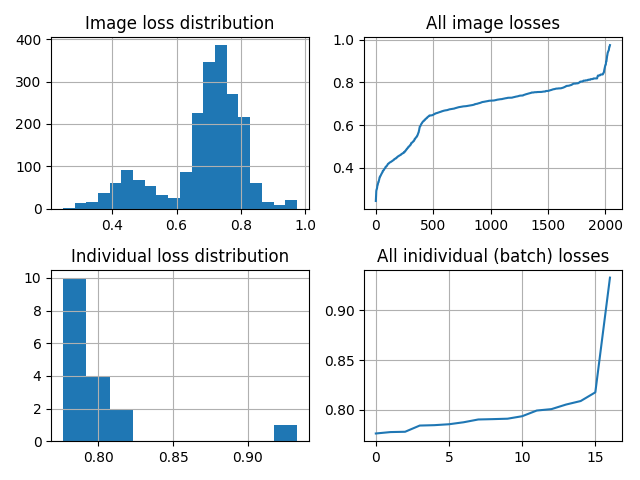 Image loss distribution
400
300
200
100
0
0.4 0.6 0.8 1.0
All image losses
1.0
0.8
0.6
0.4
0 500 1000 1500 2000
Individual loss distribution
10
8
6
4
2
0
0.80 0.85 0.90
All inidividual (batch) losses
0.90
0.85
0.80
0 5 10 15